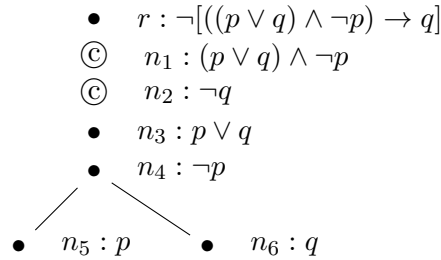 • r : ¬[((p ∨ q) ∧ ¬p) → q]
ⓒ n₁ : (p ∨ q) ∧ ¬p
ⓒ n₂ : ¬q
• n₃ : p ∨ q
• n₄ : ¬p
• n₅ : p • n₆ : q